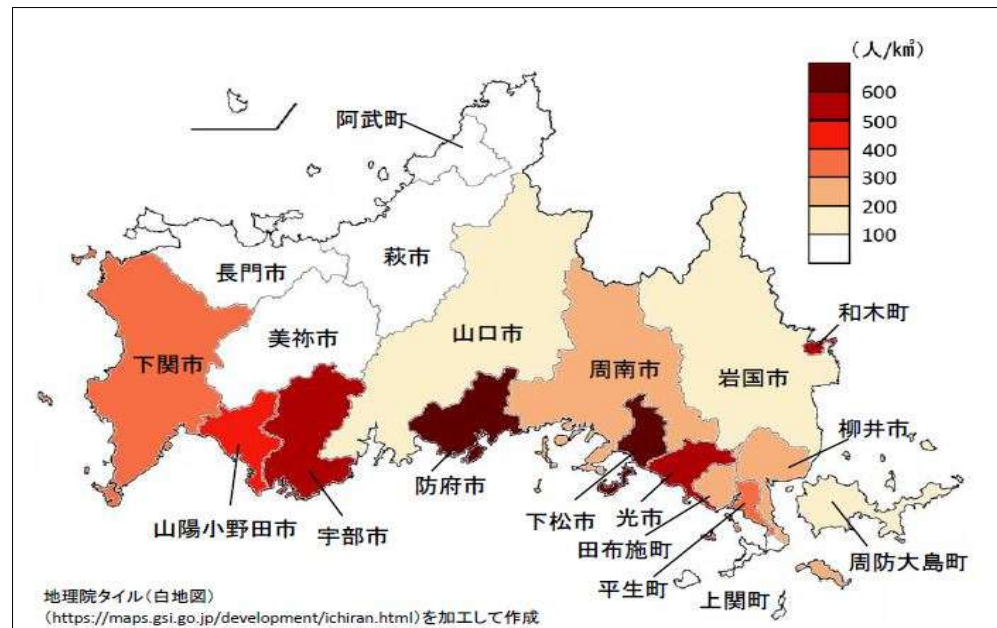 (人/㎢)
600
500
400
300
200
100
阿武町
萩市
長門市
美祢市
山口市
和木町
下関市
周南市
岩国市
柳井市
防府市
山陽小野田市
宇部市
下松市
光市
田布施町
平生町
上関町
周防大島町
地理院タイル(白地図)
(https://maps.gsi.go.jp/development/ichiran.html)を加工して作成